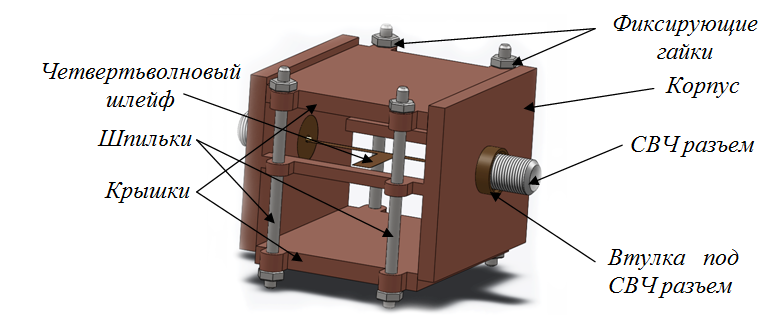 Фиксирующие
гайки
Четвертьволновый
шлейф
Корпус
Шпильки
СВЧ разъем
Крышки
Втулка под
СВЧ разъем